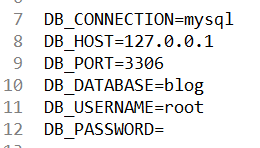 7 DB_CONNECTION=mysql
8 DB_HOST=127.0.0.1
9 DB_PORT=3306
10 DB_DATABASE=blog
11 DB_USERNAME=root
12 DB_PASSWORD=